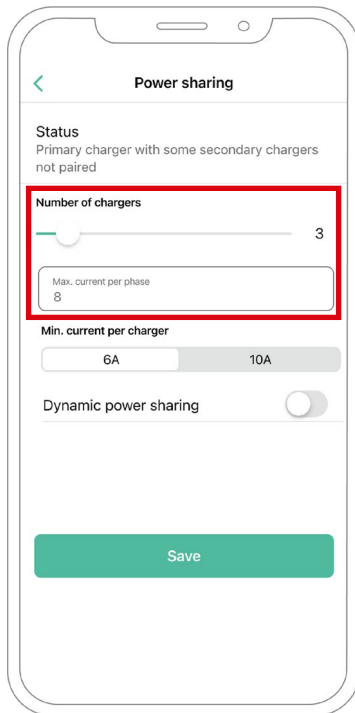 Power sharing
Status
Primary charger with some secondary chargers
not paired
Number of chargers
3
Max. current per phase
8
Min. current per charger
6A 10A
Dynamic power sharing
Save